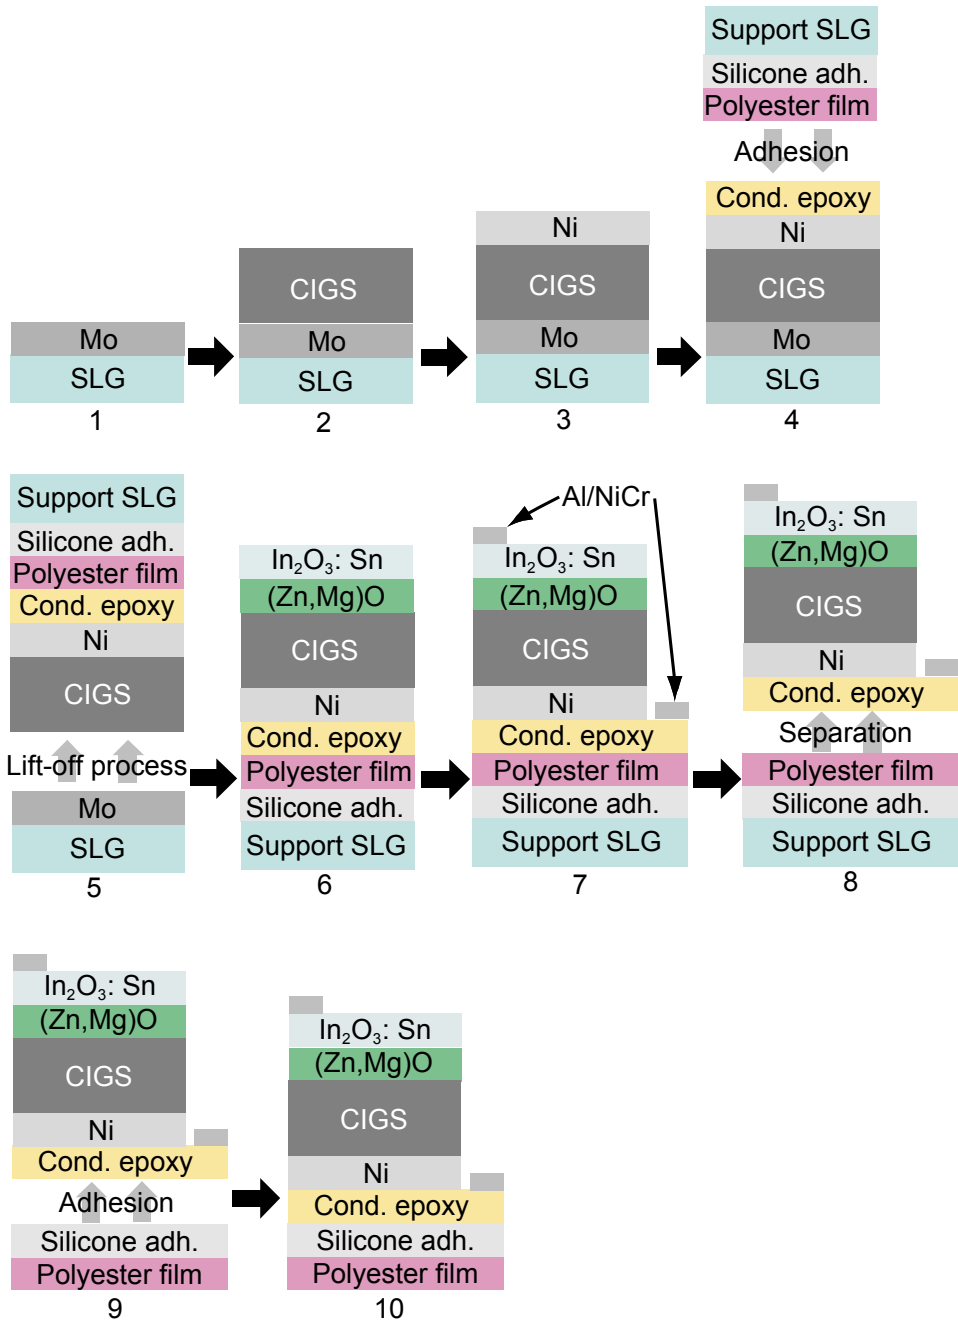 Mo
SLG
1
CIGS
Mo
SLG
2
Ni
CIGS
Mo
SLG
3
Support SLG
Silicone adh.
Polyester film
Adhesion
Cond. epoxy
Ni
CIGS
Mo
SLG
4
Support SLG
Silicone adh.
Polyester film
Cond. epoxy
Ni
CIGS
Lift-off process
Mo
SLG
5
In₂O₃: Sn
(Zn,Mg)O
CIGS
Ni
Cond. epoxy
Polyester film
Silicone adh.
Support SLG
6
Al/NiCr
In₂O₃: Sn
(Zn,Mg)O
CIGS
Ni
Cond. epoxy
Polyester film
Silicone adh.
Support SLG
7
In₂O₃: Sn
(Zn,Mg)O
CIGS
Ni
Cond. epoxy
Separation
Polyester film
Silicone adh.
Support SLG
8
In₂O₃: Sn
(Zn,Mg)O
CIGS
Ni
Cond. epoxy
Adhesion
Silicone adh.
Polyester film
9
In₂O₃: Sn
(Zn,Mg)O
CIGS
Ni
Cond. epoxy
Silicone adh.
Polyester film
10